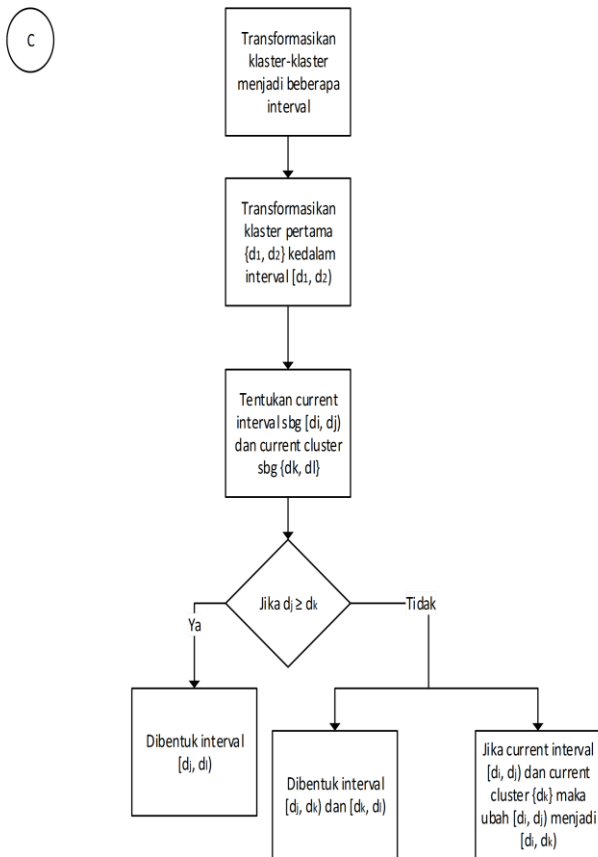 C
Transformasikan
klaster-klaster
menjadi beberapa
interval
Transformasikan
klaster pertama
{d1, d2} kedalam
interval [d1, d2)
Tentukan current
interval sbg [di, dj)
dan current cluster
sbg {dk, dl}
Jika dj ≥ dk
Ya
Tidak
Dibentuk interval
[dj, dl)
Dibentuk interval
[dj, dk) dan [dk, dl)
Jika current interval
[di, dj) dan current
cluster {dk} maka
ubah [di, dj) menjadi
[di, dk)